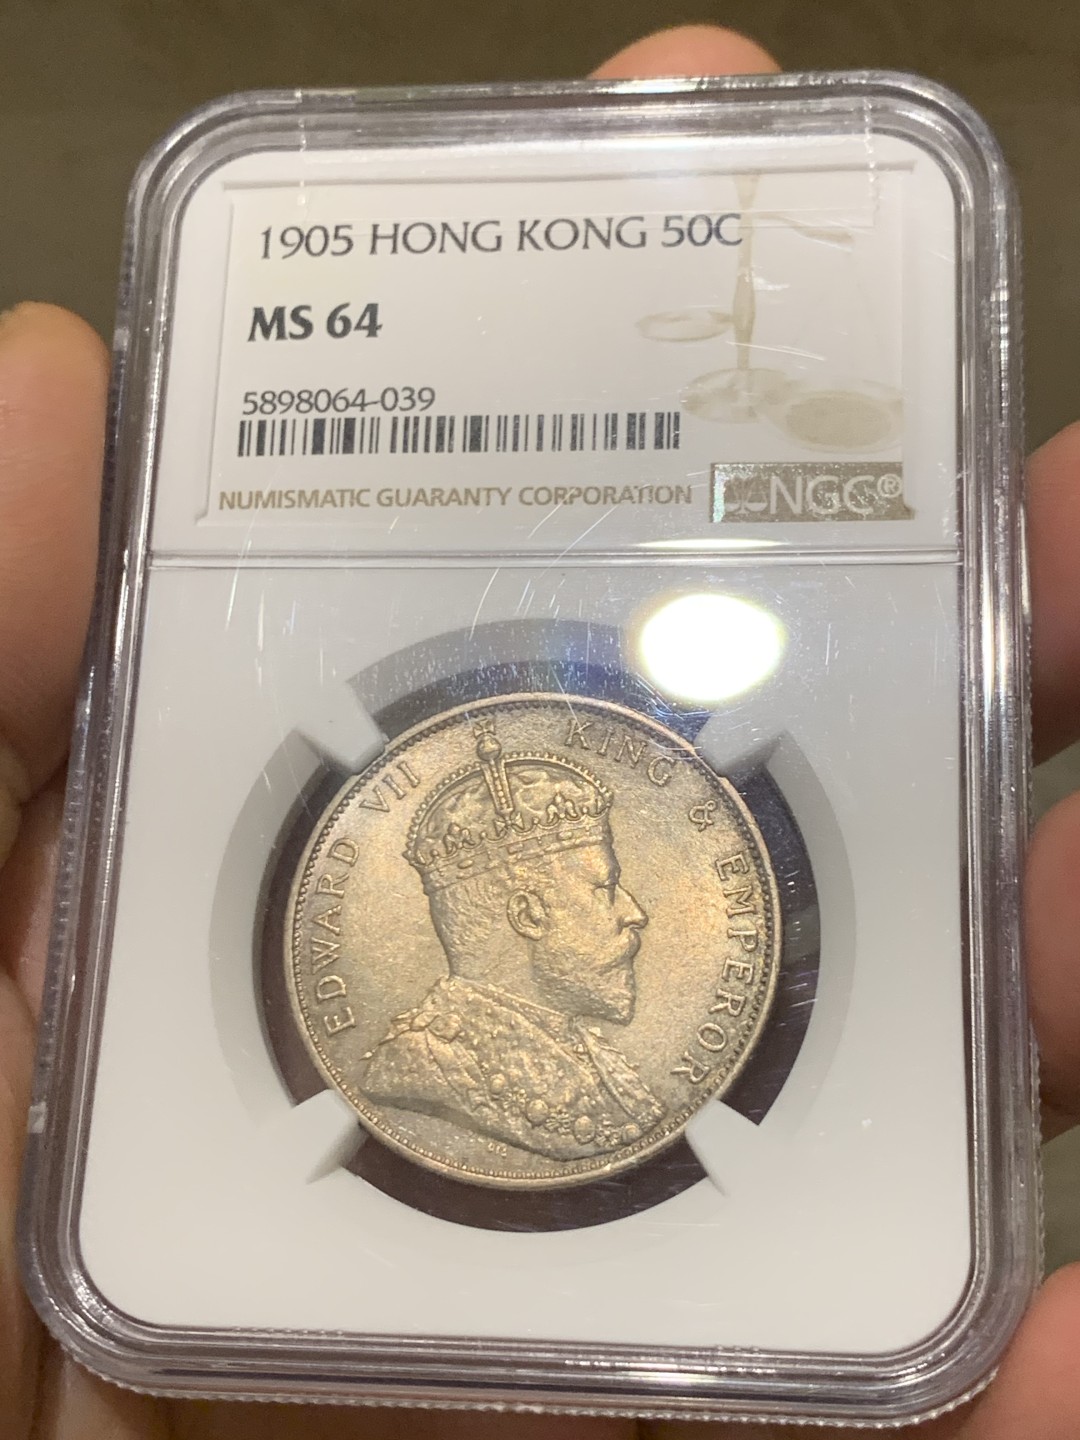 1905 HONG KONG 50C
MS 64
5898064-039
NUMISMATIC GUARANTY CORPORATION
NGC®
EDWARD VII KING & EMPEROR